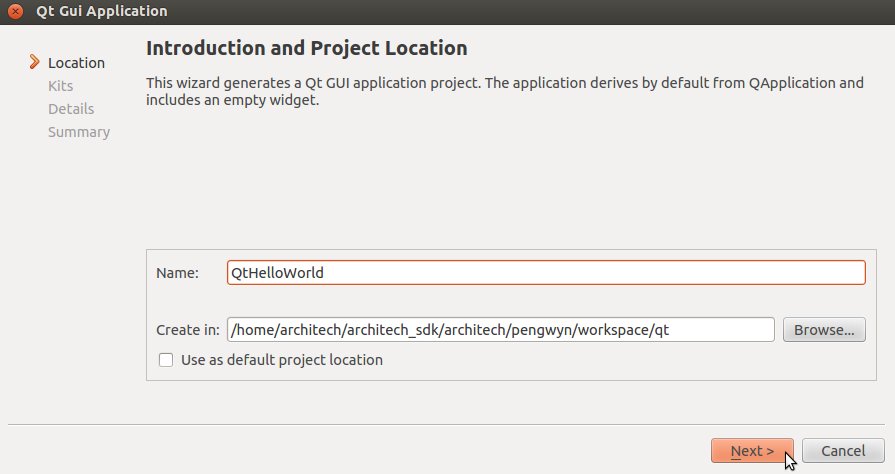 Qt Gui Application
Location
Kits
Details
Summary
Introduction and Project Location
This wizard generates a Qt GUI application project. The application derives by default from QApplication and
includes an empty widget.
Name: QtHelloWorld
Create in: /home/architech/architech_sdk/architech/pengwyn/workspace/qt Browse...
Use as default project location
Next > Cancel